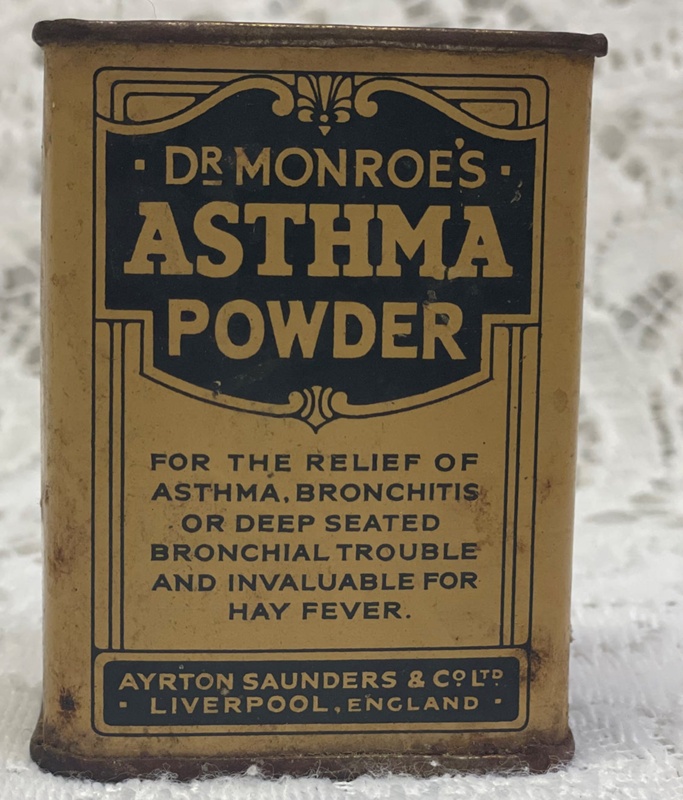 · DR MONROE'S ·
ASTHMA
POWDER
FOR THE RELIEF OF
ASTHMA, BRONCHITIS
OR DEEP SEATED
BRONCHIAL TROUBLE
AND INVALUABLE FOR
HAY FEVER.
AYRTON SAUNDERS & CO LTD
· LIVERPOOL, ENGLAND ·